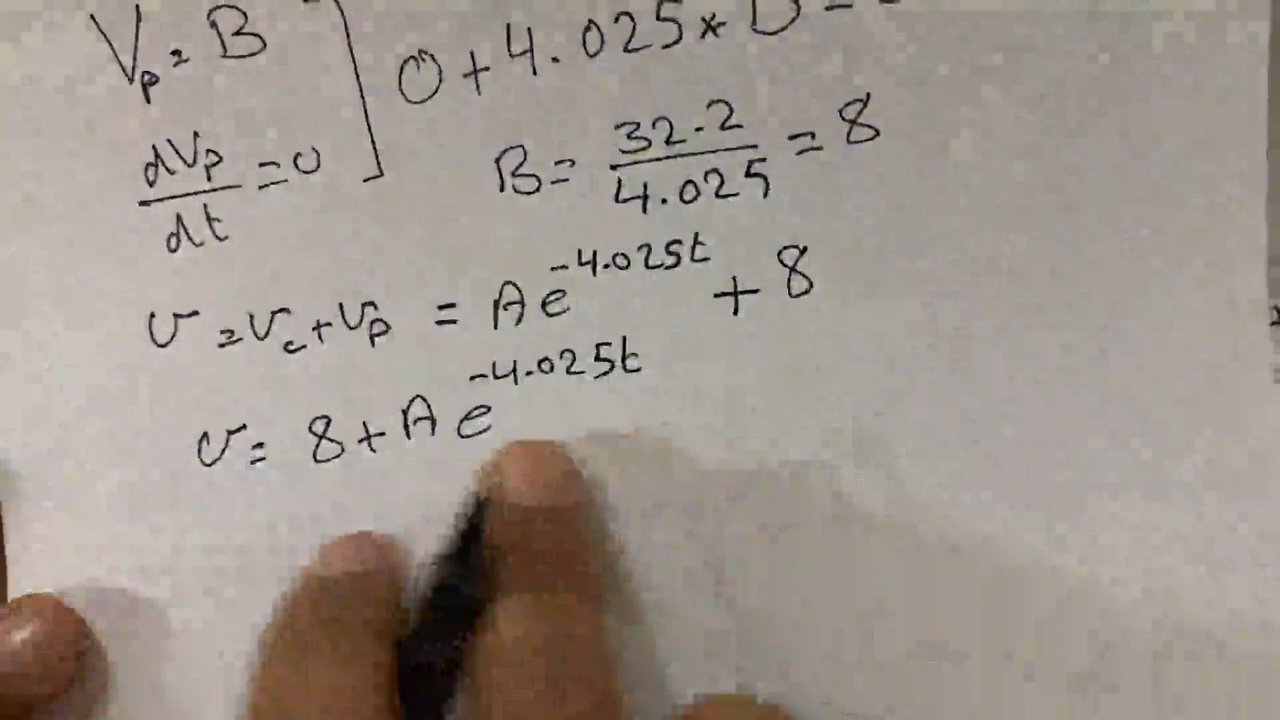 Vp = B
0 + 4.025 *
dVp/dt = 0
B = 32.2/4.025 = 8
v = vc + vp = Ae^-4.025t + 8
v = 8 + Ae^-4.025t